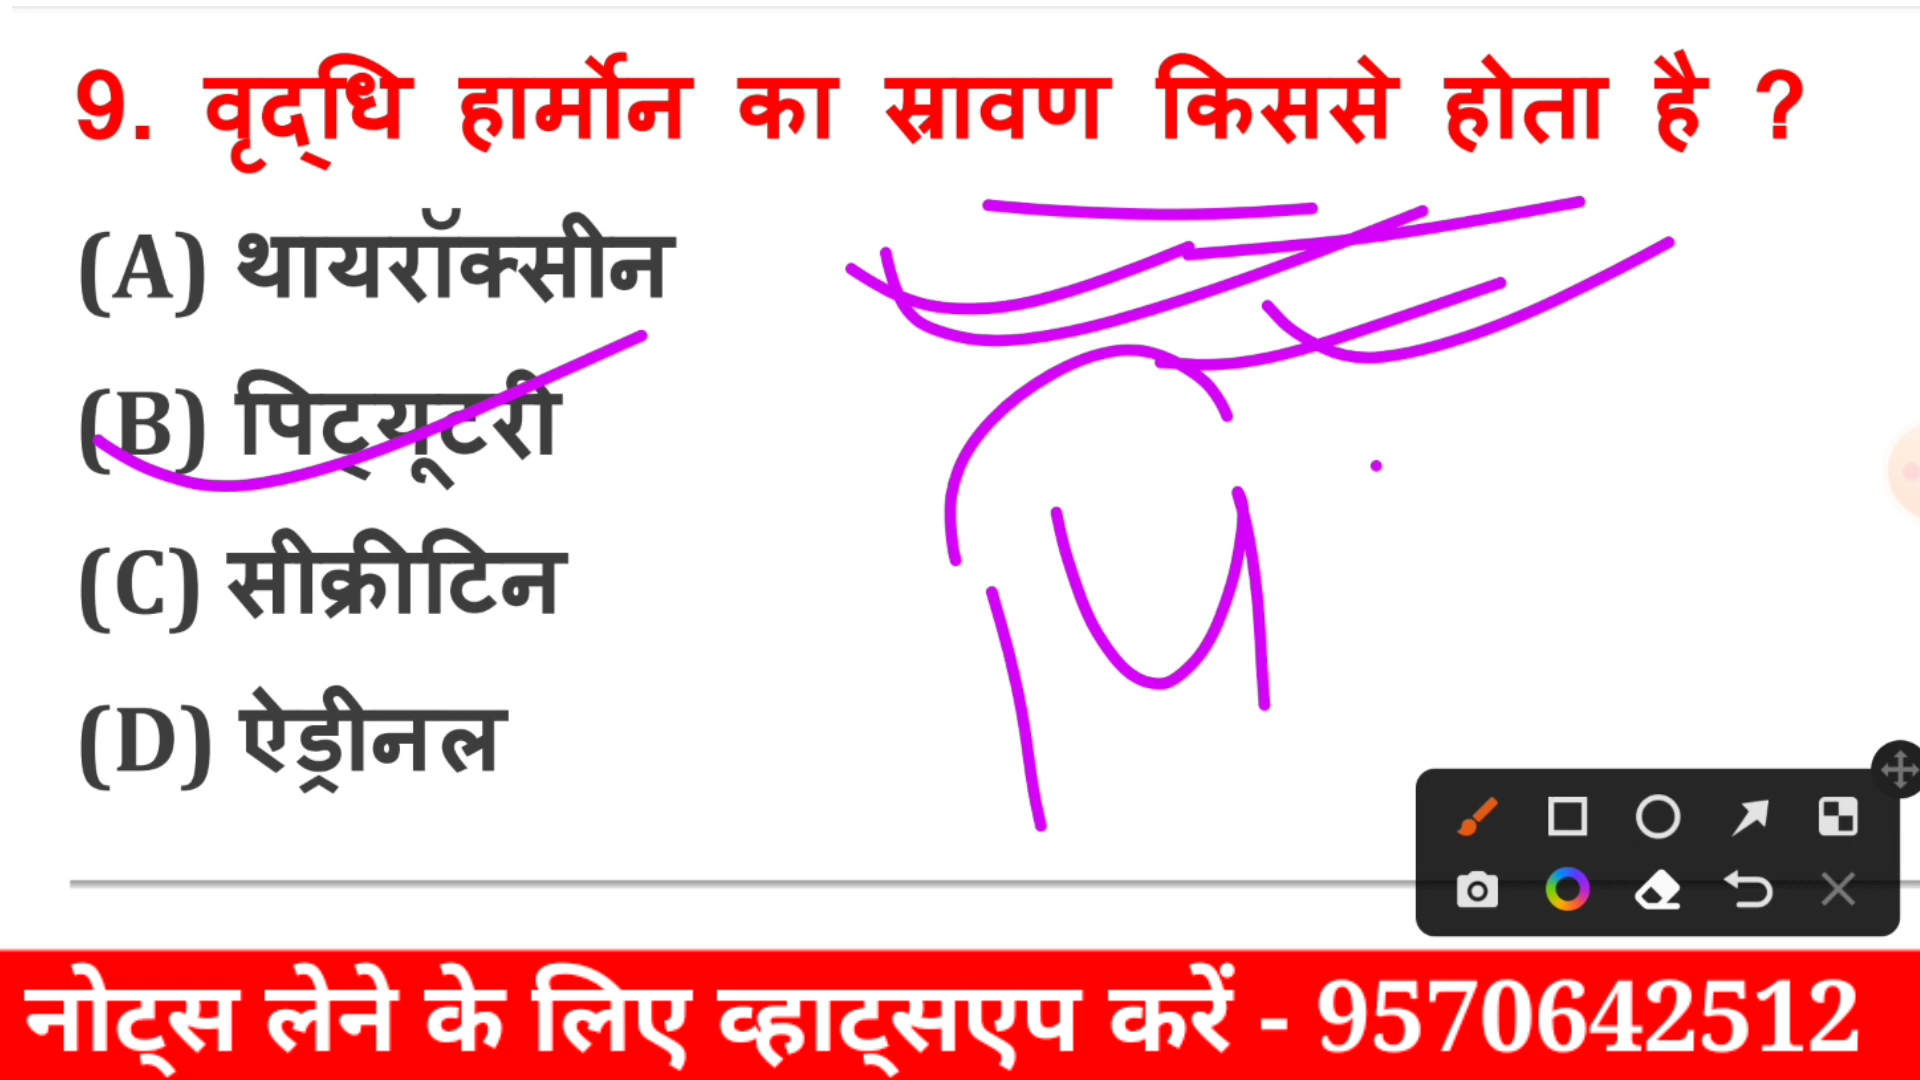 9. वृद्धि हार्मोन का स्रावण किससे होता है ?
(A) थायरॉक्सीन
(B) पिट्यूटरी
(C) सीक्रीटिन
(D) ऐड्रीनल
नोट्स लेने के लिए व्हाट्सएप करें - 9570642512